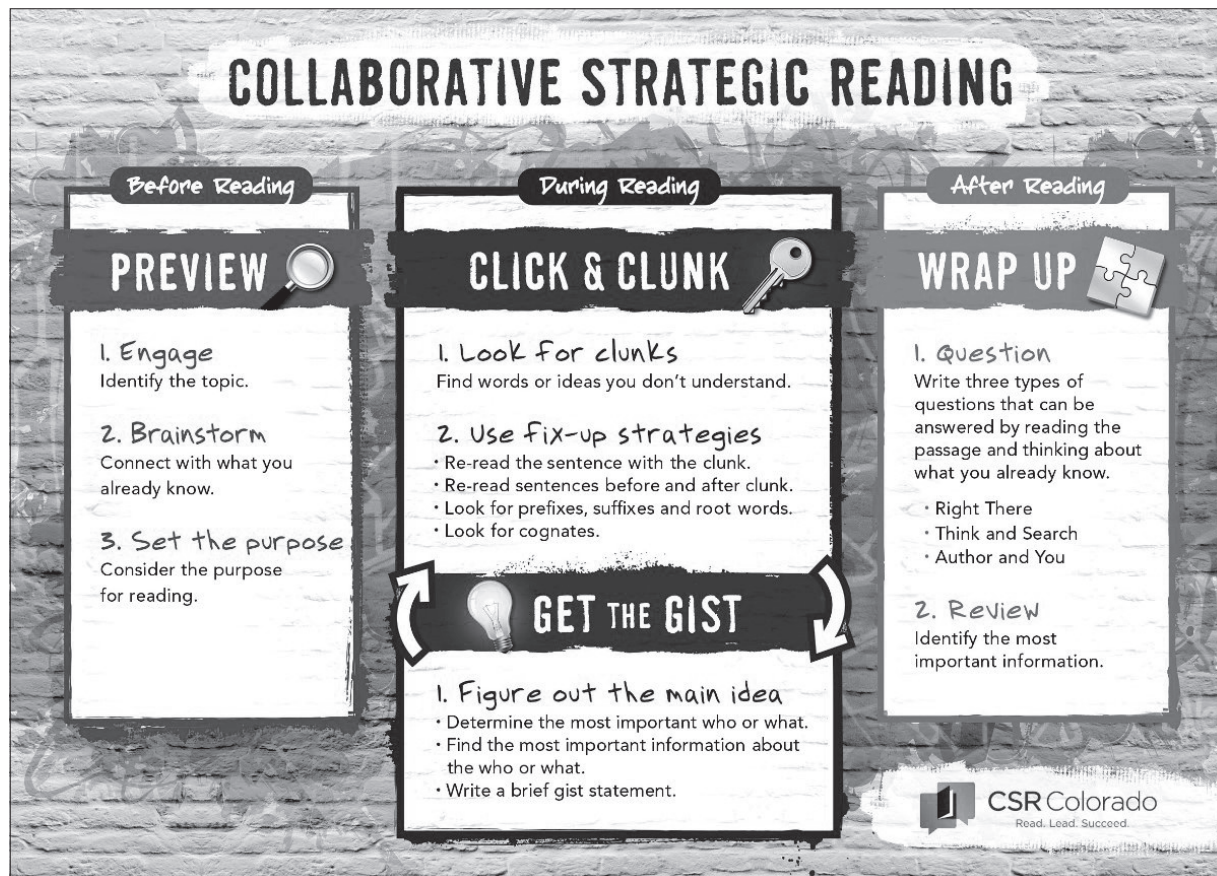 COLLABORATIVE STRATEGIC READING
Before Reading
PREVIEW
1. Engage
Identify the topic.
2. Brainstorm
Connect with what you
already know.
3. Set the purpose
Consider the purpose
for reading.
During Reading
CLICK & CLUNK
1. Look for clunks
Find words or ideas you don't understand.
2. Use fix-up strategies
· Re-read the sentence with the clunk.
· Re-read sentences before and after clunk.
· Look for prefixes, suffixes and root words.
· Look for cognates.
GET THE GIST
1. Figure out the main idea
· Determine the most important who or what.
· Find the most important information about
the who or what.
· Write a brief gist statement.
After Reading
WRAP UP
1. Question
Write three types of
questions that can be
answered by reading the
passage and thinking about
what you already know.
· Right There
· Think and Search
· Author and You
2. Review
Identify the most
important information.
CSR Colorado
Read. Lead. Succeed.